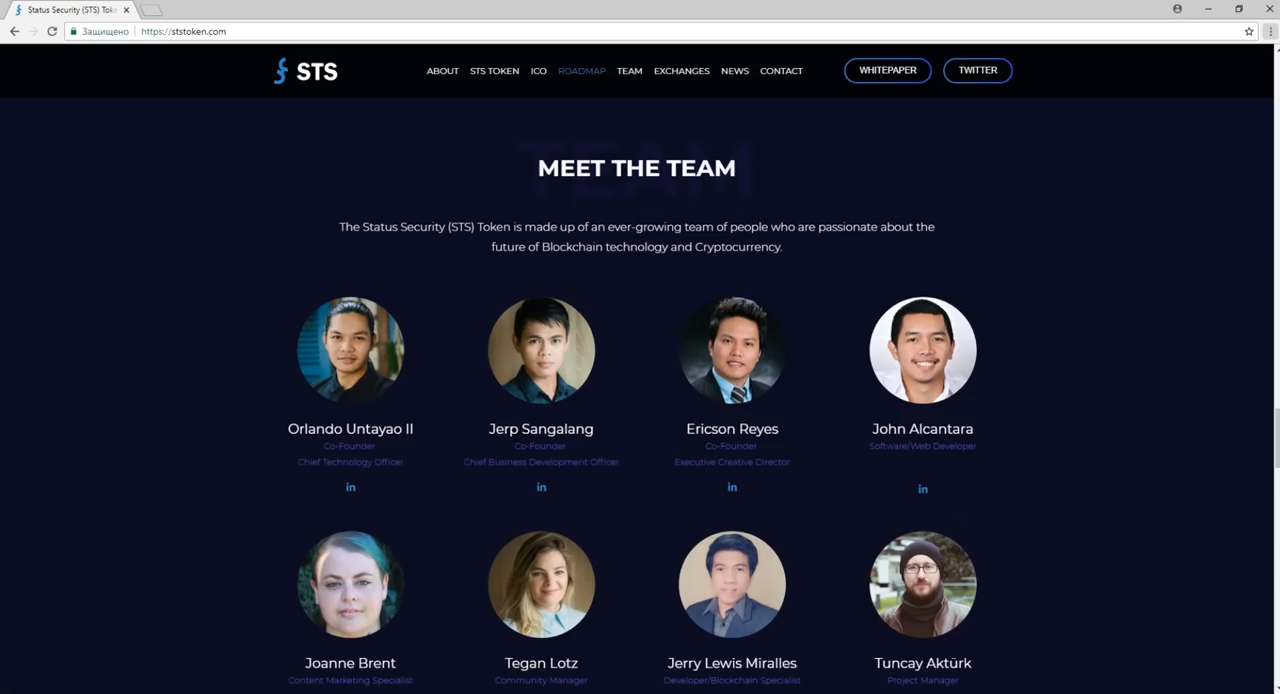 Status Security (STS) Tok
Защищено
https://ststoken.com
STS
ABOUT STS TOKEN ICO ROADMAP TEAM EXCHANGES NEWS CONTACT WHITEPAPER TWITTER
TEAM
MEET THE TEAM
The Status Security (STS) Token is made up of an ever-growing team of people who are passionate about the
future of Blockchain technology and Cryptocurrency.
Orlando Untayao II
Co-Founder
Chief Technology Officer
in
Jerp Sangalang
Co-Founder
Chief Business Development Officer
in
Ericson Reyes
Co-Founder
Executive Creative Director
in
John Alcantara
Software/Web Developer
in
Joanne Brent
Content Marketing Specialist
Tegan Lotz
Community Manager
Jerry Lewis Miralles
Developer/Blockchain Specialist
Tuncay Aktürk
Project Manager